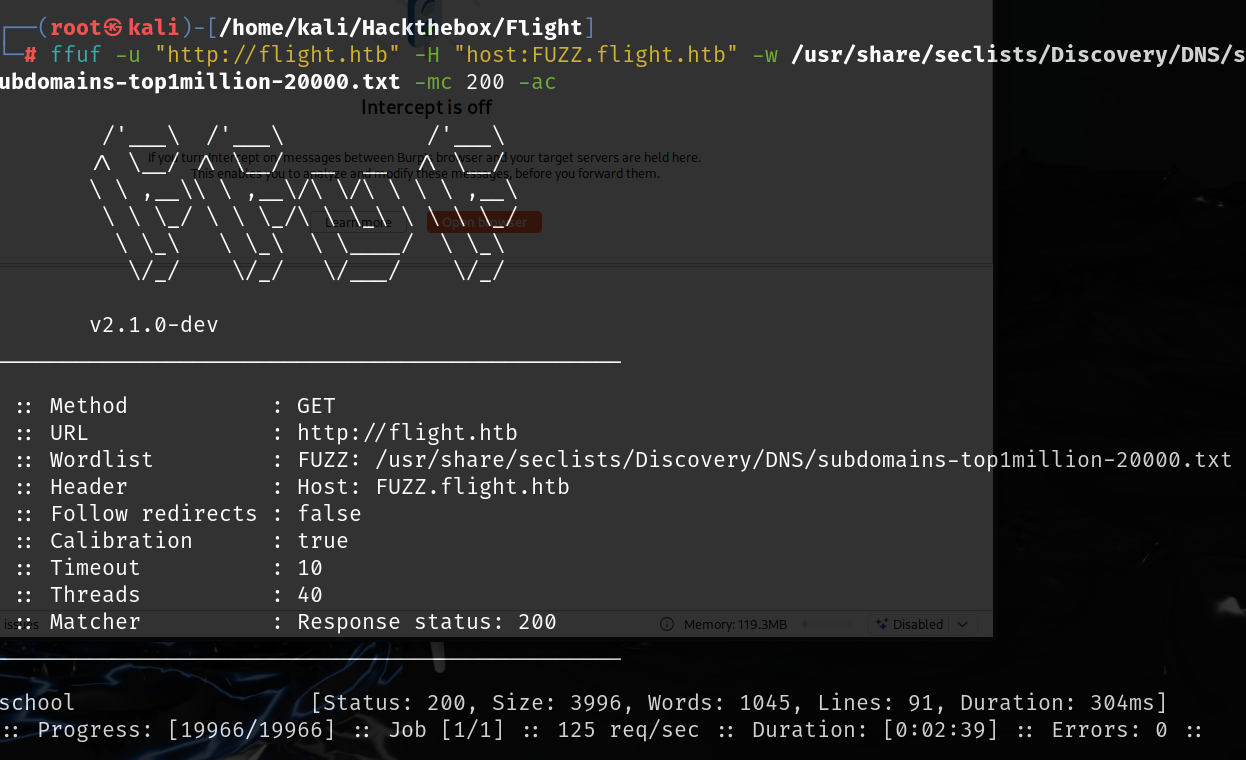 ┌──(root㉿kali)-[/home/kali/Hackthebox/Flight]
└─# ffuf -u "http://flight.htb" -H "host:FUZZ.flight.htb" -w /usr/share/seclists/Discovery/DNS/s
ubdomains-top1million-20000.txt -mc 200 -ac
Intercept is off
If you turn Intercept on, messages between Burp's browser and your target servers are held here.
This enables you to analyze and modify these messages, before you forward them.
Learn more
Open browser
v2.1.0-dev
:: Method : GET
:: URL : http://flight.htb
:: Wordlist : FUZZ: /usr/share/seclists/Discovery/DNS/subdomains-top1million-20000.txt
:: Header : Host: FUZZ.flight.htb
:: Follow redirects : false
:: Calibration : true
:: Timeout : 10
:: Threads : 40
:: Matcher : Response status: 200
issues
Memory: 119.3MB
Disabled
school [Status: 200, Size: 3996, Words: 1045, Lines: 91, Duration: 304ms]
:: Progress: [19966/19966] :: Job [1/1] :: 125 req/sec :: Duration: [0:02:39] :: Errors: 0 ::